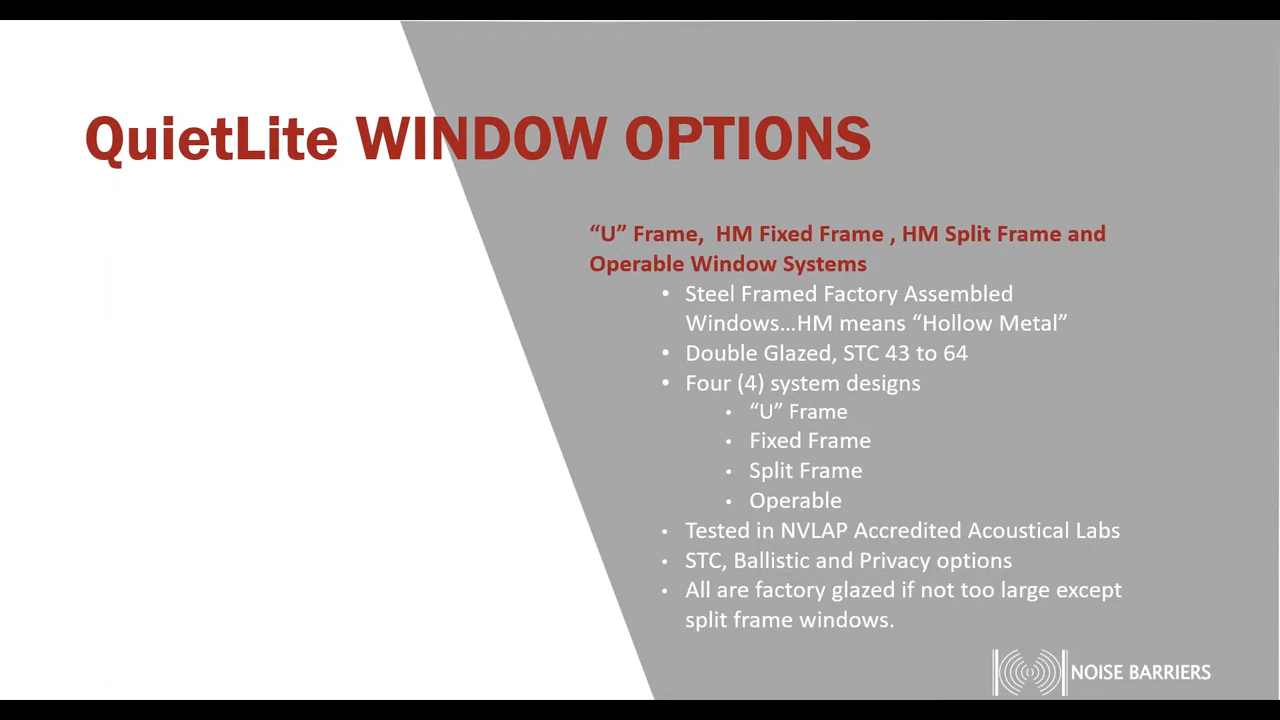 QuietLite WINDOW OPTIONS
“U” Frame,  HM Fixed Frame , HM Split Frame and
Operable Window Systems
• Steel Framed Factory Assembled
Windows…HM means “Hollow Metal”
• Double Glazed, STC 43 to 64
• Four (4) system designs
• “U” Frame
• Fixed Frame
• Split Frame
• Operable
• Tested in NVLAP Accredited Acoustical Labs
• STC, Ballistic and Privacy options
• All are factory glazed if not too large except
split frame windows.
NOISE BARRIERS